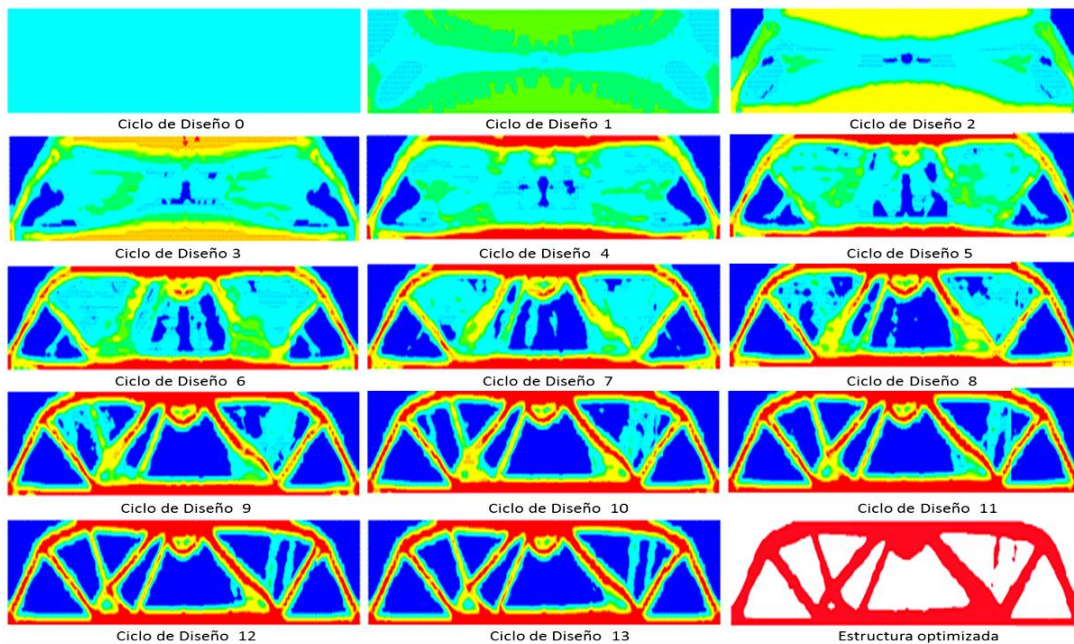 Ciclo de Diseño 0
Ciclo de Diseño 1
Ciclo de Diseño 2
Ciclo de Diseño 3
Ciclo de Diseño 4
Ciclo de Diseño 5
Ciclo de Diseño 6
Ciclo de Diseño 7
Ciclo de Diseño 8
Ciclo de Diseño 9
Ciclo de Diseño 10
Ciclo de Diseño 11
Ciclo de Diseño 12
Ciclo de Diseño 13
Estructura optimizada